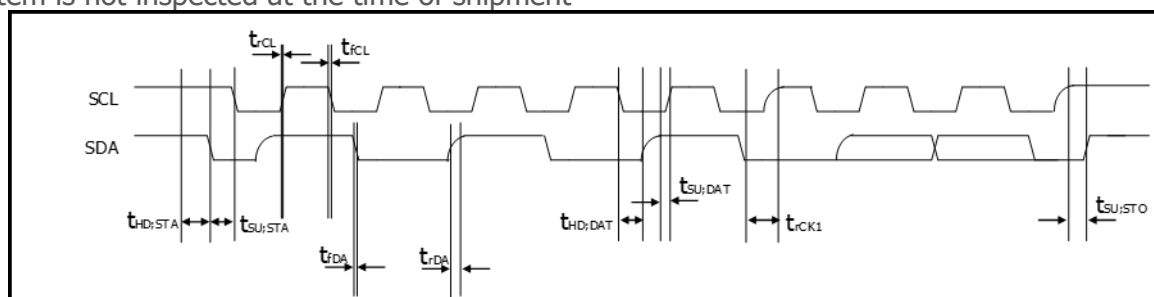 tem is not inspected at the time of shipment
trCL
tfCL
SCL
SDA
tSU;DAT
tHD;STA
tSU;STA
tHD;DAT
trCK1
tSU;STO
tfDA
trDA